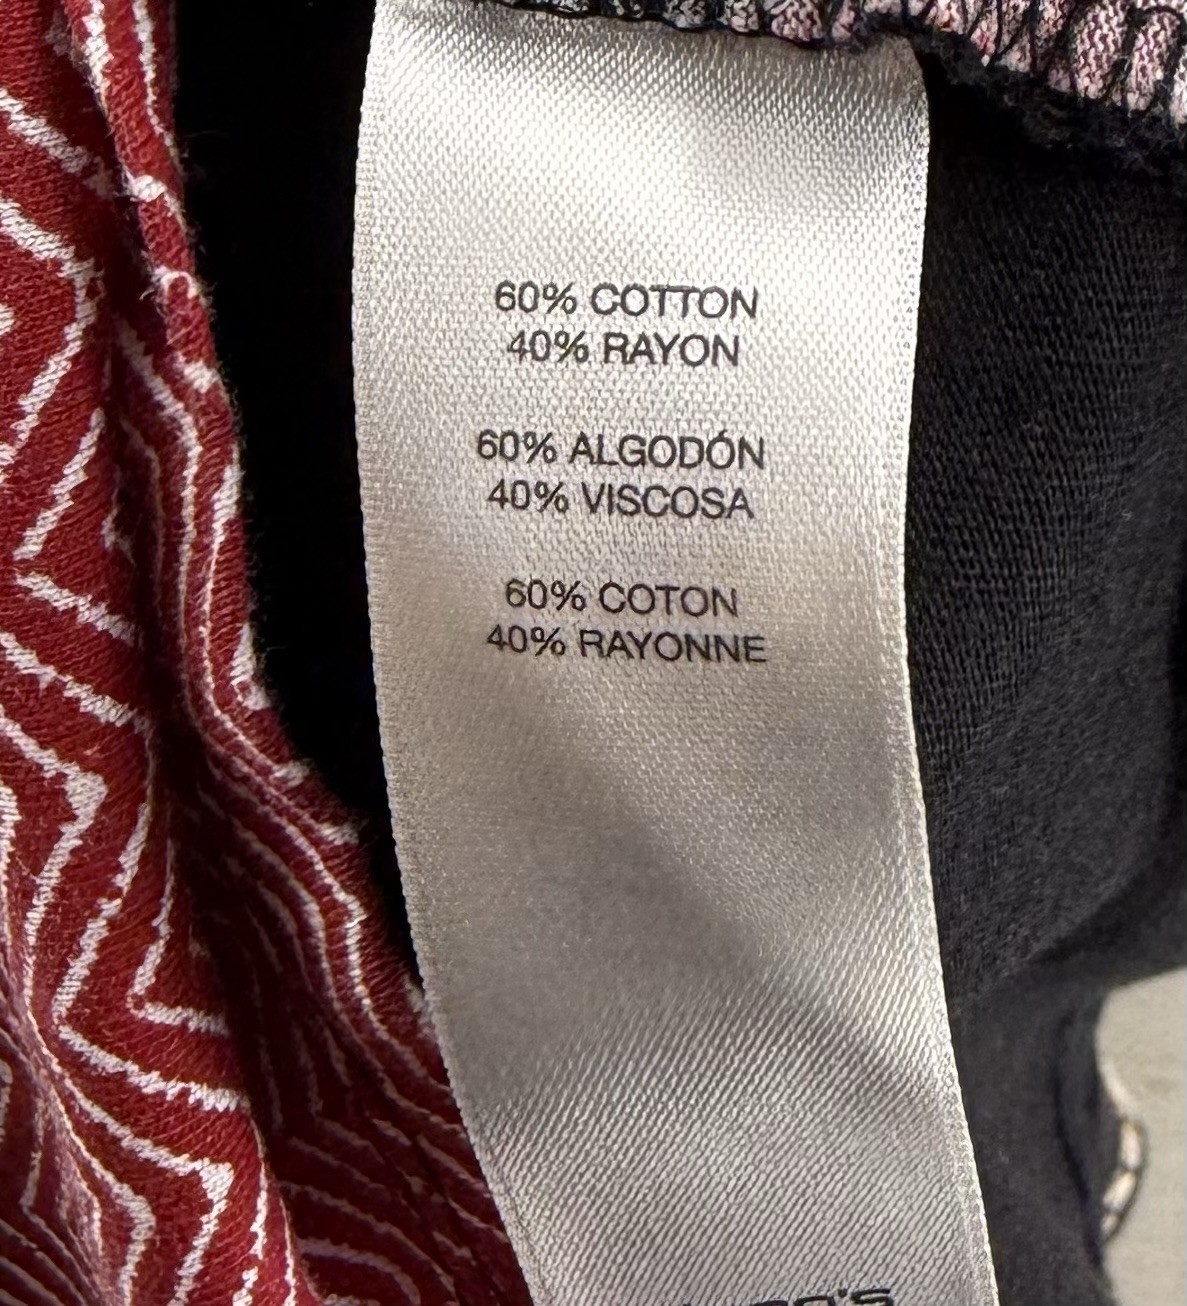 60% COTTON
40% RAYON
60% ALGODÓN
40% VISCOSA
60% COTON
40% RAYONNE